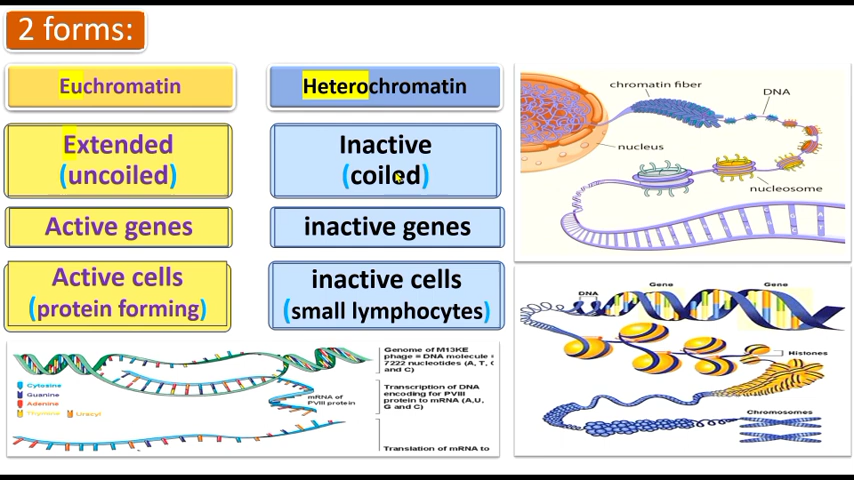 2 forms:
Euchromatin
Heterochromatin
Extended
(uncoiled)
Inactive
(coiled)
Active genes
inactive genes
Active cells
(protein forming)
inactive cells
(small lymphocytes)
chromatin fiber
DNA
nucleus
nucleosome
DNA
Gene
Gene
Histones
Chromosomes
Genome of M13KE
phage = DNA molecule
7222 nucleotides (A, T,
and C)
Cytosine
Guanine
Adenine
Thymine
Uracyl
mRNA of
PVIII protein
Transcription of DNA
encoding for PVIII
protein to mRNA (A,U,
G and C)
Translation of mRNA to